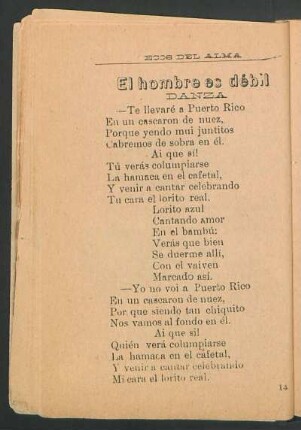 ECOS DEL ALMA
El hombre es débil
DANZA
—Te llevaré a Puerto Rico
En un cascaron de nuez,
Porque yendo mui juntitos
Cabremos de sobra en él.
Ai que sí!
Tú verás columpiarse
La hamaca en el cafetal,
Y venir a cantar celebrando
Tu cara el lorito real.
Lorito azul
Cantando amor
En el bambú;
Verás que bien
Se duerme allí,
Con el vaiven
Marcado así.
—Yo no voi a Puerto Rico
En un cascaron de nuez,
Por que siendo tan chiquito
Nos vamos al fondo en él.
Ai que sí!
Quién verá columpiarse
La hamaca en el cafetal,
Y venir a cantar celebrando
Mi cara el lorito real.
14